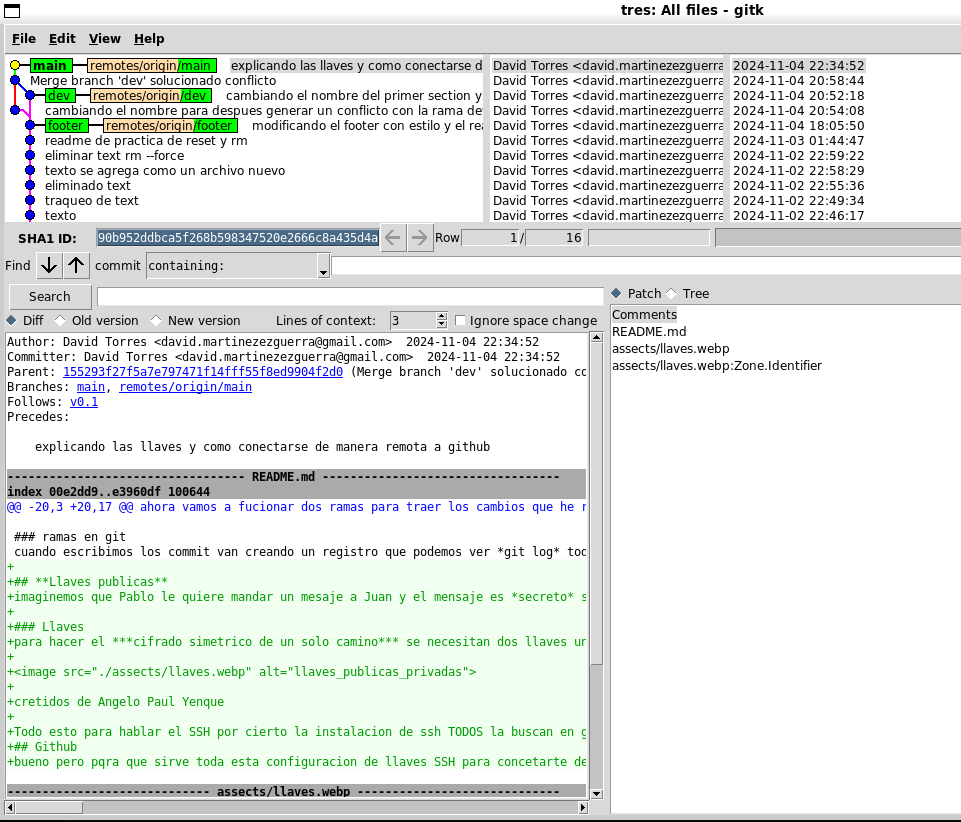 tres: All files - gitk
File Edit View Help
main remotes/origin/main explicando las llaves y como conectarse d David Torres <david.martinezezguerra 2024-11-04 22:34:52
Merge branch 'dev' solucionado conflicto David Torres <david.martinezezguerra 2024-11-04 20:58:44
dev remotes/origin/dev cambiando el nombre del primer section y David Torres <david.martinezezguerra 2024-11-04 20:52:18
cambiando el nombre para despues generar un conflicto con la rama de David Torres <david.martinezezguerra 2024-11-04 20:54:08
footer remotes/origin/footer modificando el footer con estilo y el rea David Torres <david.martinezezguerra 2024-11-04 18:05:50
readme de practica de reset y rm David Torres <david.martinezezguerra 2024-11-03 01:44:47
eliminar text rm --force David Torres <david.martinezezguerra 2024-11-02 22:59:22
texto se agrega como un archivo nuevo David Torres <david.martinezezguerra 2024-11-02 22:58:29
eliminado text David Torres <david.martinezezguerra 2024-11-02 22:55:36
traqueo de text David Torres <david.martinezezguerra 2024-11-02 22:49:34
texto David Torres <david.martinezezguerra 2024-11-02 22:46:17
SHA1 ID: 90b952ddbca5f268b598347520e2666c8a435d4a Row 1 / 16
Find commit containing:
Search
Diff Old version New version Lines of context: 3 Ignore space change
Patch Tree
Comments
README.md
assects/llaves.webp
assects/llaves.webp:Zone.Identifier
Author: David Torres <david.martinezezguerra@gmail.com> 2024-11-04 22:34:52
Committer: David Torres <david.martinezezguerra@gmail.com> 2024-11-04 22:34:52
Parent: 155293f27f5a7e797471f14fff55f8ed9904f2d0 (Merge branch 'dev' solucionado co
Branches: main, remotes/origin/main
Follows: v0.1
Precedes:
explicando las llaves y como conectarse de manera remota a github
---------------------------------- README.md ----------------------------------
index 00e2dd9..e3960df 100644
@@ -20,3 +20,17 @@ ahora vamos a fucionar dos ramas para traer los cambios que he r
### ramas en git
cuando escribimos los commit van creando un registro que podemos ver *git log* tod
+
+## **Llaves publicas**
+imaginemos que Pablo le quiere mandar un mesaje a Juan y el mensaje es *secreto* s
+
+### Llaves
+para hacer el ***cifrado simetrico de un solo camino*** se necesitan dos llaves un
+
+<image src="./assects/llaves.webp" alt="llaves_publicas_privadas">
+
+cretidos de Angelo Paul Yenque
+
+Todo esto para hablar el SSH por cierto la instalacion de ssh TODOS la buscan en g
+## Github
+bueno pero pqra que sirve toda esta configuracion de llaves SSH para concetarte de
----------------------------- assects/llaves.webp -----------------------------